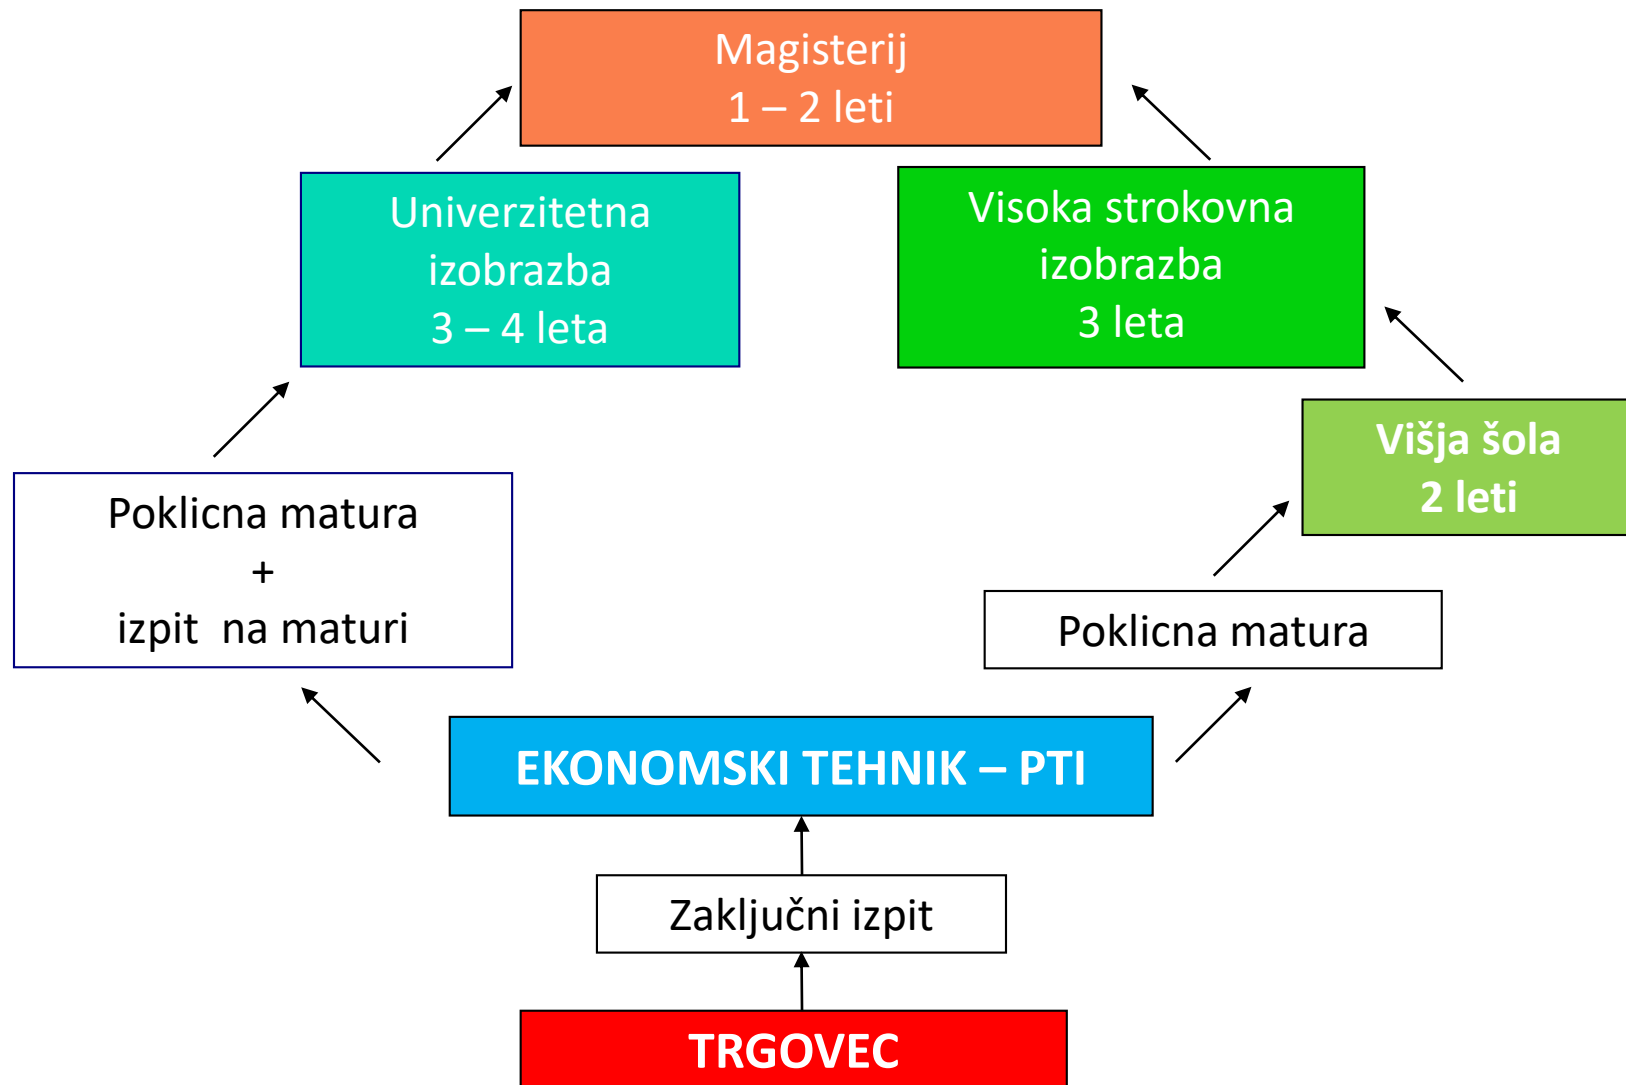 Magisterij
1 – 2 leti
Univerzitetna
izobrazba
3 – 4 leta
Visoka strokovna
izobrazba
3 leta
Višja šola
2 leti
Poklicna matura
+
izpit  na maturi
Poklicna matura
EKONOMSKI TEHNIK – PTI
Zaključni izpit
TRGOVEC